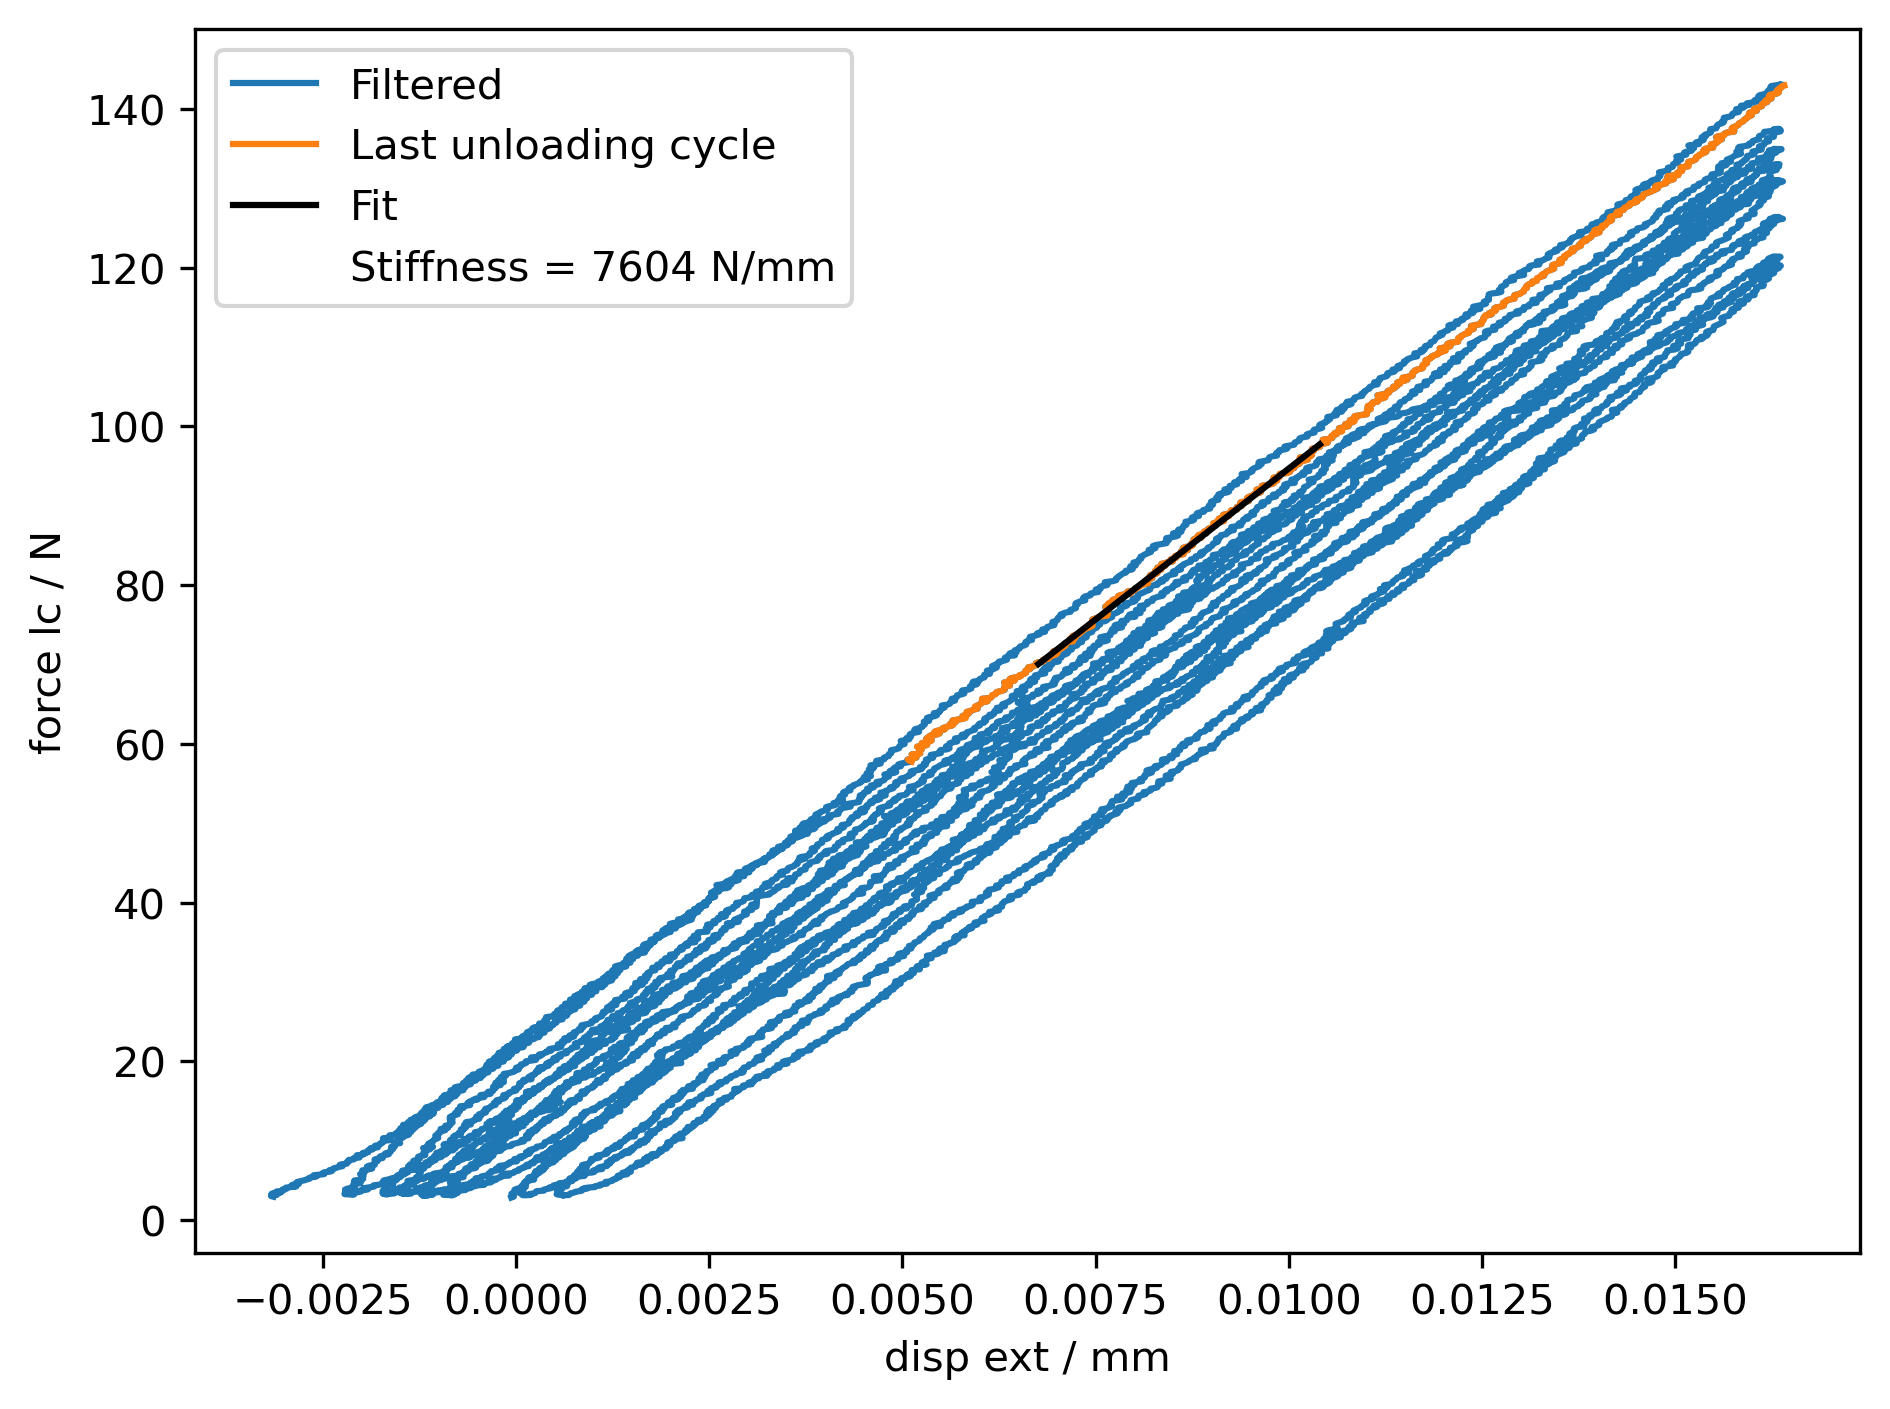 Filtered
Last unloading cycle
Fit
Stiffness = 7604 N/mm
140
120
100
80
60
40
20
0
force lc / N
−0.0025 0.0000 0.0025 0.0050 0.0075 0.0100 0.0125 0.0150
disp ext / mm